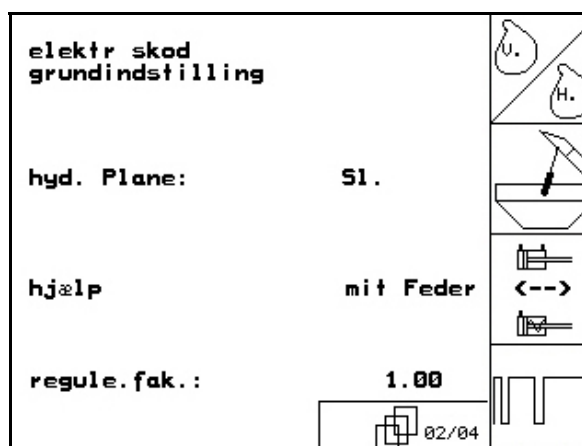 elektr skod
grundindstilling
V.
H.
hyd. Plane: Sl.
hjælp mit Feder
<-->
regule.fak.: 1.00
02/04